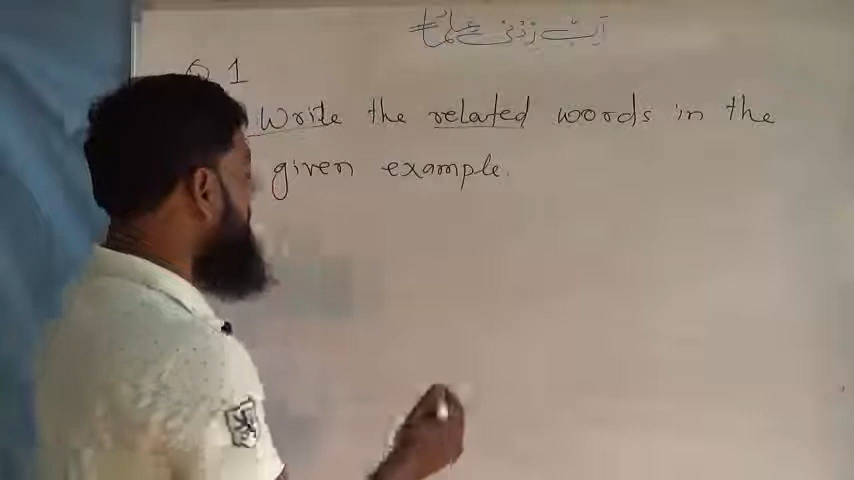 رَبِّ زِدْنِي عِلْمًا
Q 1
Write the related words in the
given example.